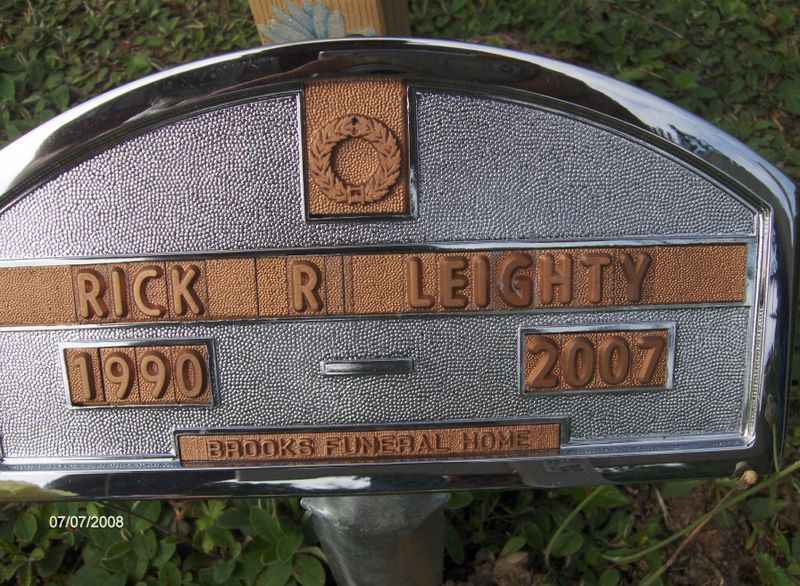 RICK R LEIGHTY
1990 — 2007
BROOKS FUNERAL HOME
07/07/2008